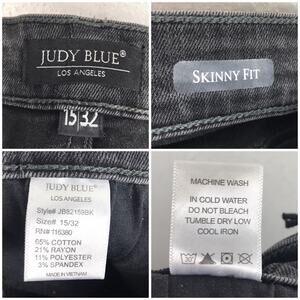 JUDY BLUE®
LOS ANGELES
15 32
SKINNY FIT
JUDY BLUE
LOS ANGELES
Style# JB82159BK
Size# 15/32
RN# 116380
65% COTTON
21% RAYON
11% POLYESTER
3% SPANDEX
MADE IN VIETNAM
MACHINE WASH
IN COLD WATER
DO NOT BLEACH
TUMBLE DRY LOW
COOL IRON